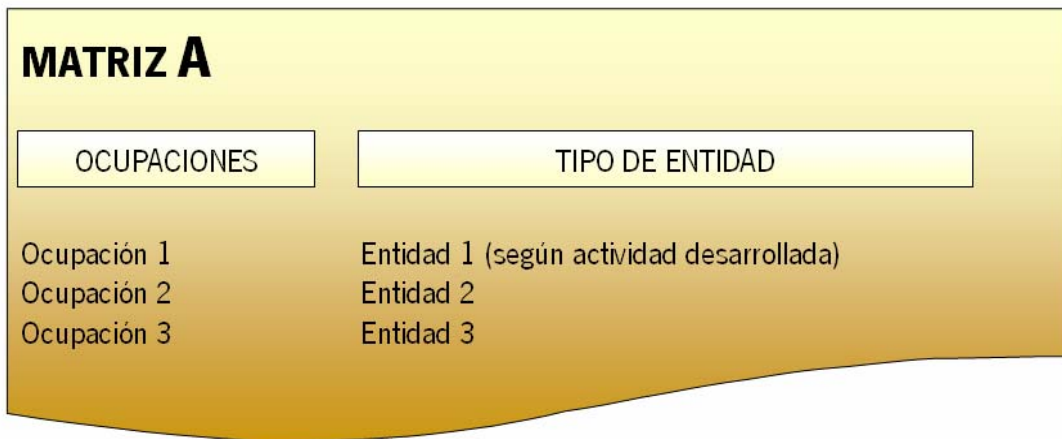 MATRIZ A
OCUPACIONES TIPO DE ENTIDAD
Ocupación 1 Entidad 1 (según actividad desarrollada)
Ocupación 2 Entidad 2
Ocupación 3 Entidad 3